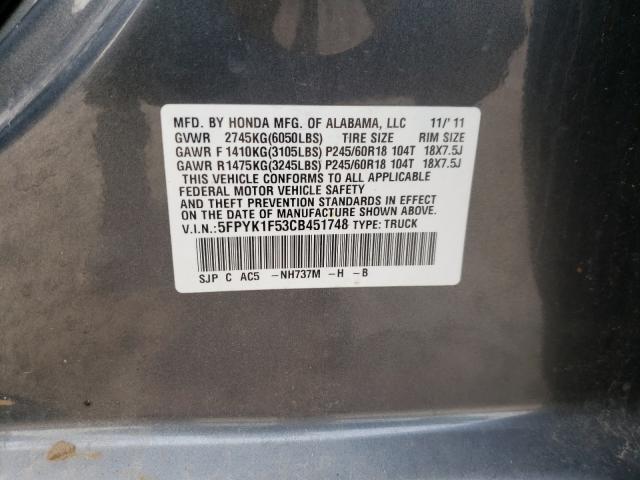 MFD. BY HONDA MFG. OF ALABAMA, LLC 11/'11
GVWR 2745KG(6050LBS) TIRE SIZE RIM SIZE
GAWR F 1410KG(3105LBS) P245/60R18 104T 18X7.5J
GAWR R1475KG(3245LBS) P245/60R18 104T 18X7.5J
THIS VEHICLE CONFORMS TO ALL APPLICABLE
FEDERAL MOTOR VEHICLE SAFETY
AND THEFT PREVENTION STANDARDS IN EFFECT
ON THE DATE OF MANUFACTURE SHOWN ABOVE.
V.I.N.:5FPYK1F53CB451748 TYPE: TRUCK
SJP C AC5 -NH737M -H -B